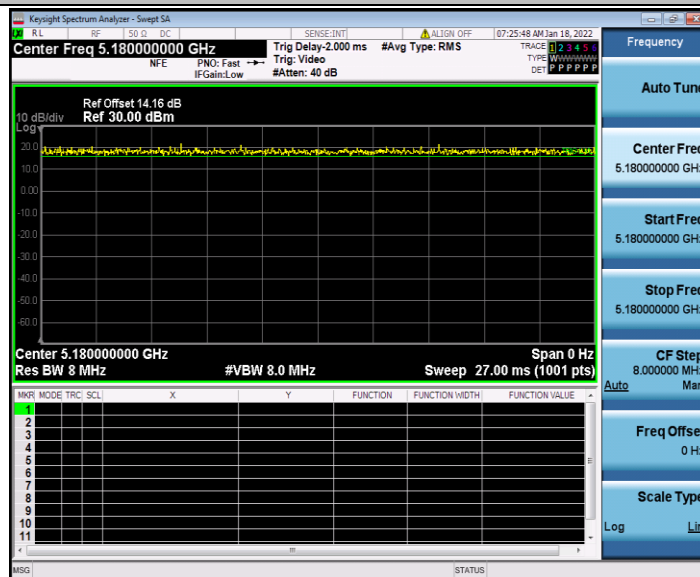 Keysight Spectrum Analyzer - Swept SA
RL RF 50 Ω DC SENSE:INT ALIGN OFF 07:25:48 AM Jan 18, 2022
Center Freq 5.180000000 GHz
NFE PNO: Fast IFGain:Low
Trig Delay-2.000 ms #Avg Type: RMS
Trig: Video
#Atten: 40 dB
TRACE 1 2 3 4 5 6
TYPE WWWWWW
DET P P P P P P
Ref Offset 14.16 dB
10 dB/div Ref 30.00 dBm
Log
20.0
10.0
0.00
-10.0
-20.0
-30.0
-40.0
-50.0
-60.0
Center 5.180000000 GHz Span 0 Hz
Res BW 8 MHz #VBW 8.0 MHz Sweep 27.00 ms (1001 pts)
MKR MODE TRC SCL X Y FUNCTION FUNCTION WIDTH FUNCTION VALUE
1
2
3
4
5
6
7
8
9
10
11
MSG STATUS
Frequency
Auto Tune
Center Freq
5.180000000 GHz
Start Freq
5.180000000 GHz
Stop Freq
5.180000000 GHz
CF Step
8.000000 MHz
Auto Man
Freq Offset
0 Hz
Scale Type
Log Lin